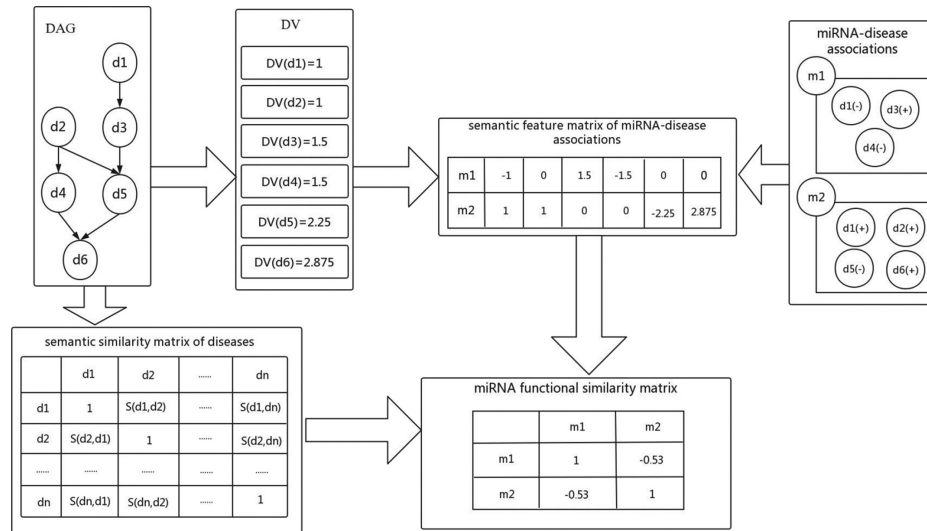 DAG
d1
d2
d3
d4
d5
d6
DV
DV(d1)=1
DV(d2)=1
DV(d3)=1.5
DV(d4)=1.5
DV(d5)=2.25
DV(d6)=2.875
semantic feature matrix of miRNA-disease
associations
m1 -1 0 1.5 -1.5 0 0
m2 1 1 0 0 -2.25 2.875
miRNA-disease
associations
m1
d1(-) d3(+)
d4(-)
m2
d1(+) d2(+)
d5(-) d6(+)
semantic similarity matrix of diseases
d1 d2 ...... dn
d1 1 S(d1,d2) ...... S(d1,dn)
d2 S(d2,d1) 1 ...... S(d2,dn)
...... ...... ...... ...... ......
dn S(dn,d1) S(dn,d2) ...... 1
miRNA functional similarity matrix
m1 m2
m1 1 -0.53
m2 -0.53 1